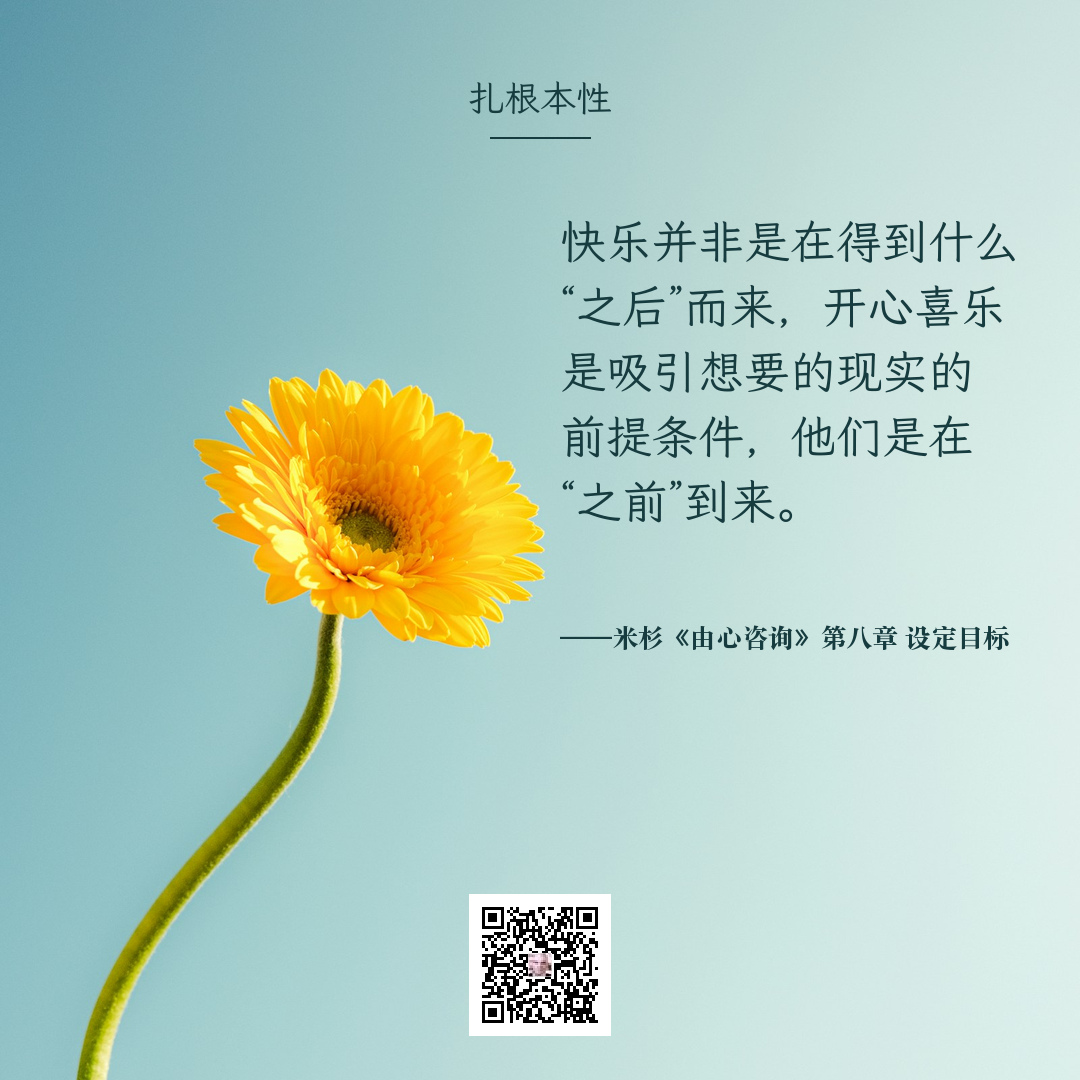 扎根本性
快乐并非是在得到什么
“之后”而来，开心喜乐
是吸引想要的现实的
前提条件，他们是在
“之前”到来。
——米杉《由心咨询》第八章 设定目标